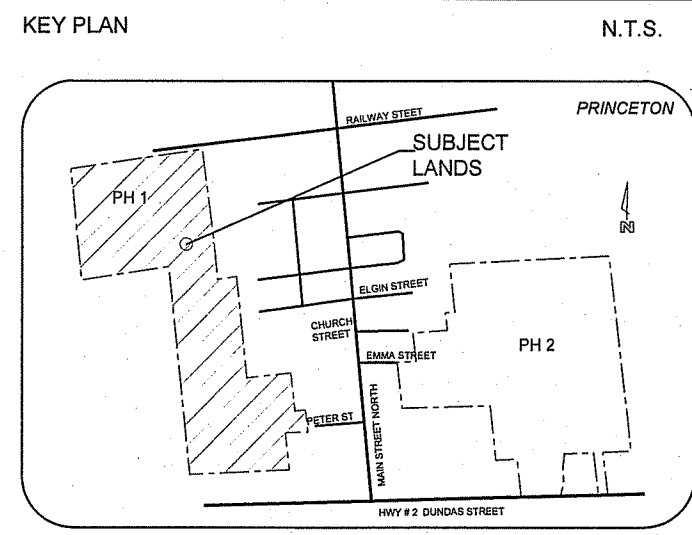 KEY PLAN
N.T.S.
PRINCETON
RAILWAY STEET
SUBJECT
LANDS
PH 1
N
ELGIN STREET
CHURCH
STREET
EMMA STREET
PH 2
PETER ST
MAIN STREET NORTH
HWY # 2 DUNDAS STREET